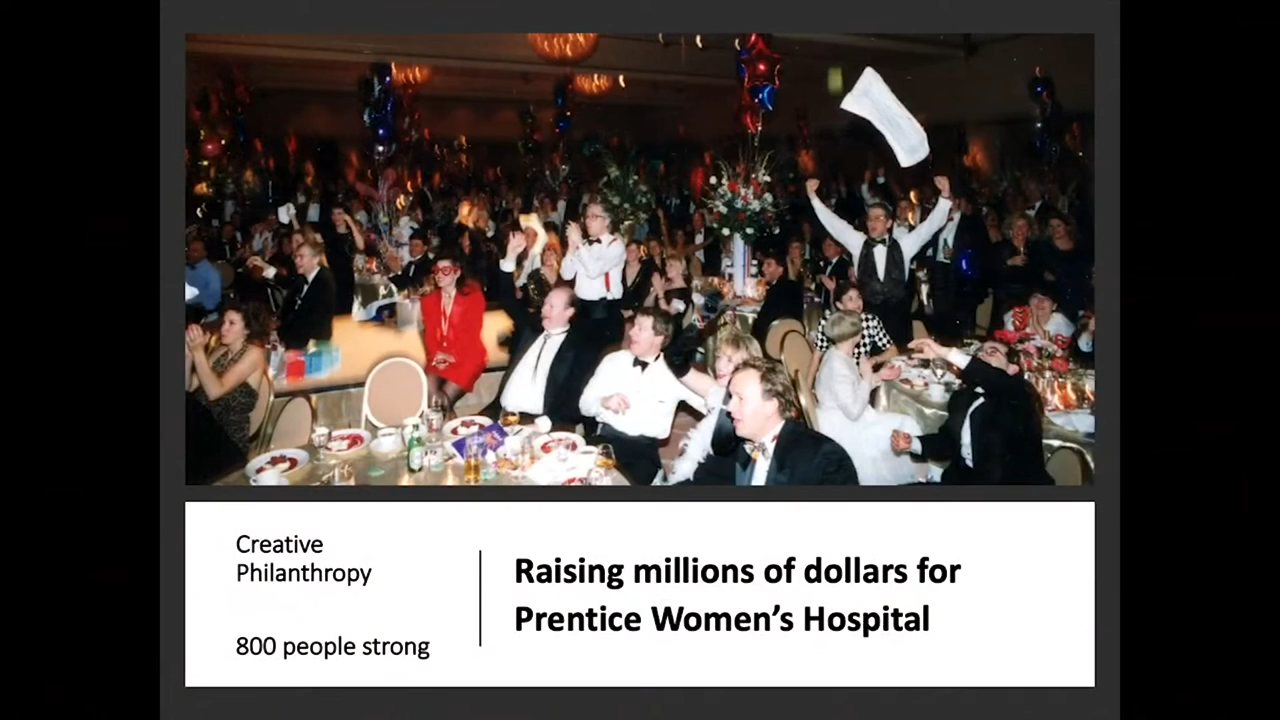 Creative
Philanthropy
800 people strong
Raising millions of dollars for
Prentice Women's Hospital